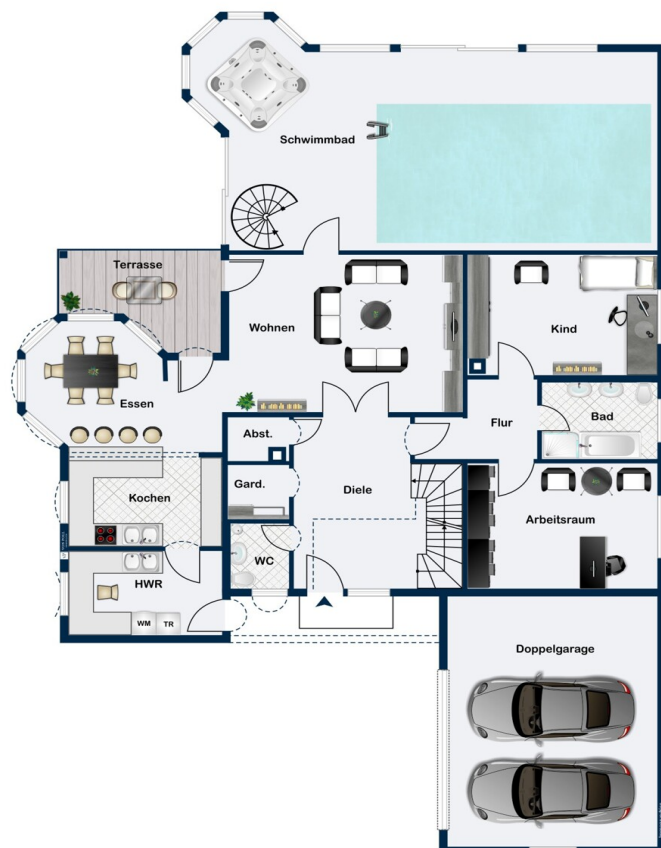 Schwimmbad
Terrasse
Wohnen
Kind
Essen
Abst.
Flur
Bad
Kochen
Gard.
Diele
Arbeitsraum
WC
HWR
WM
TR
Doppelgarage